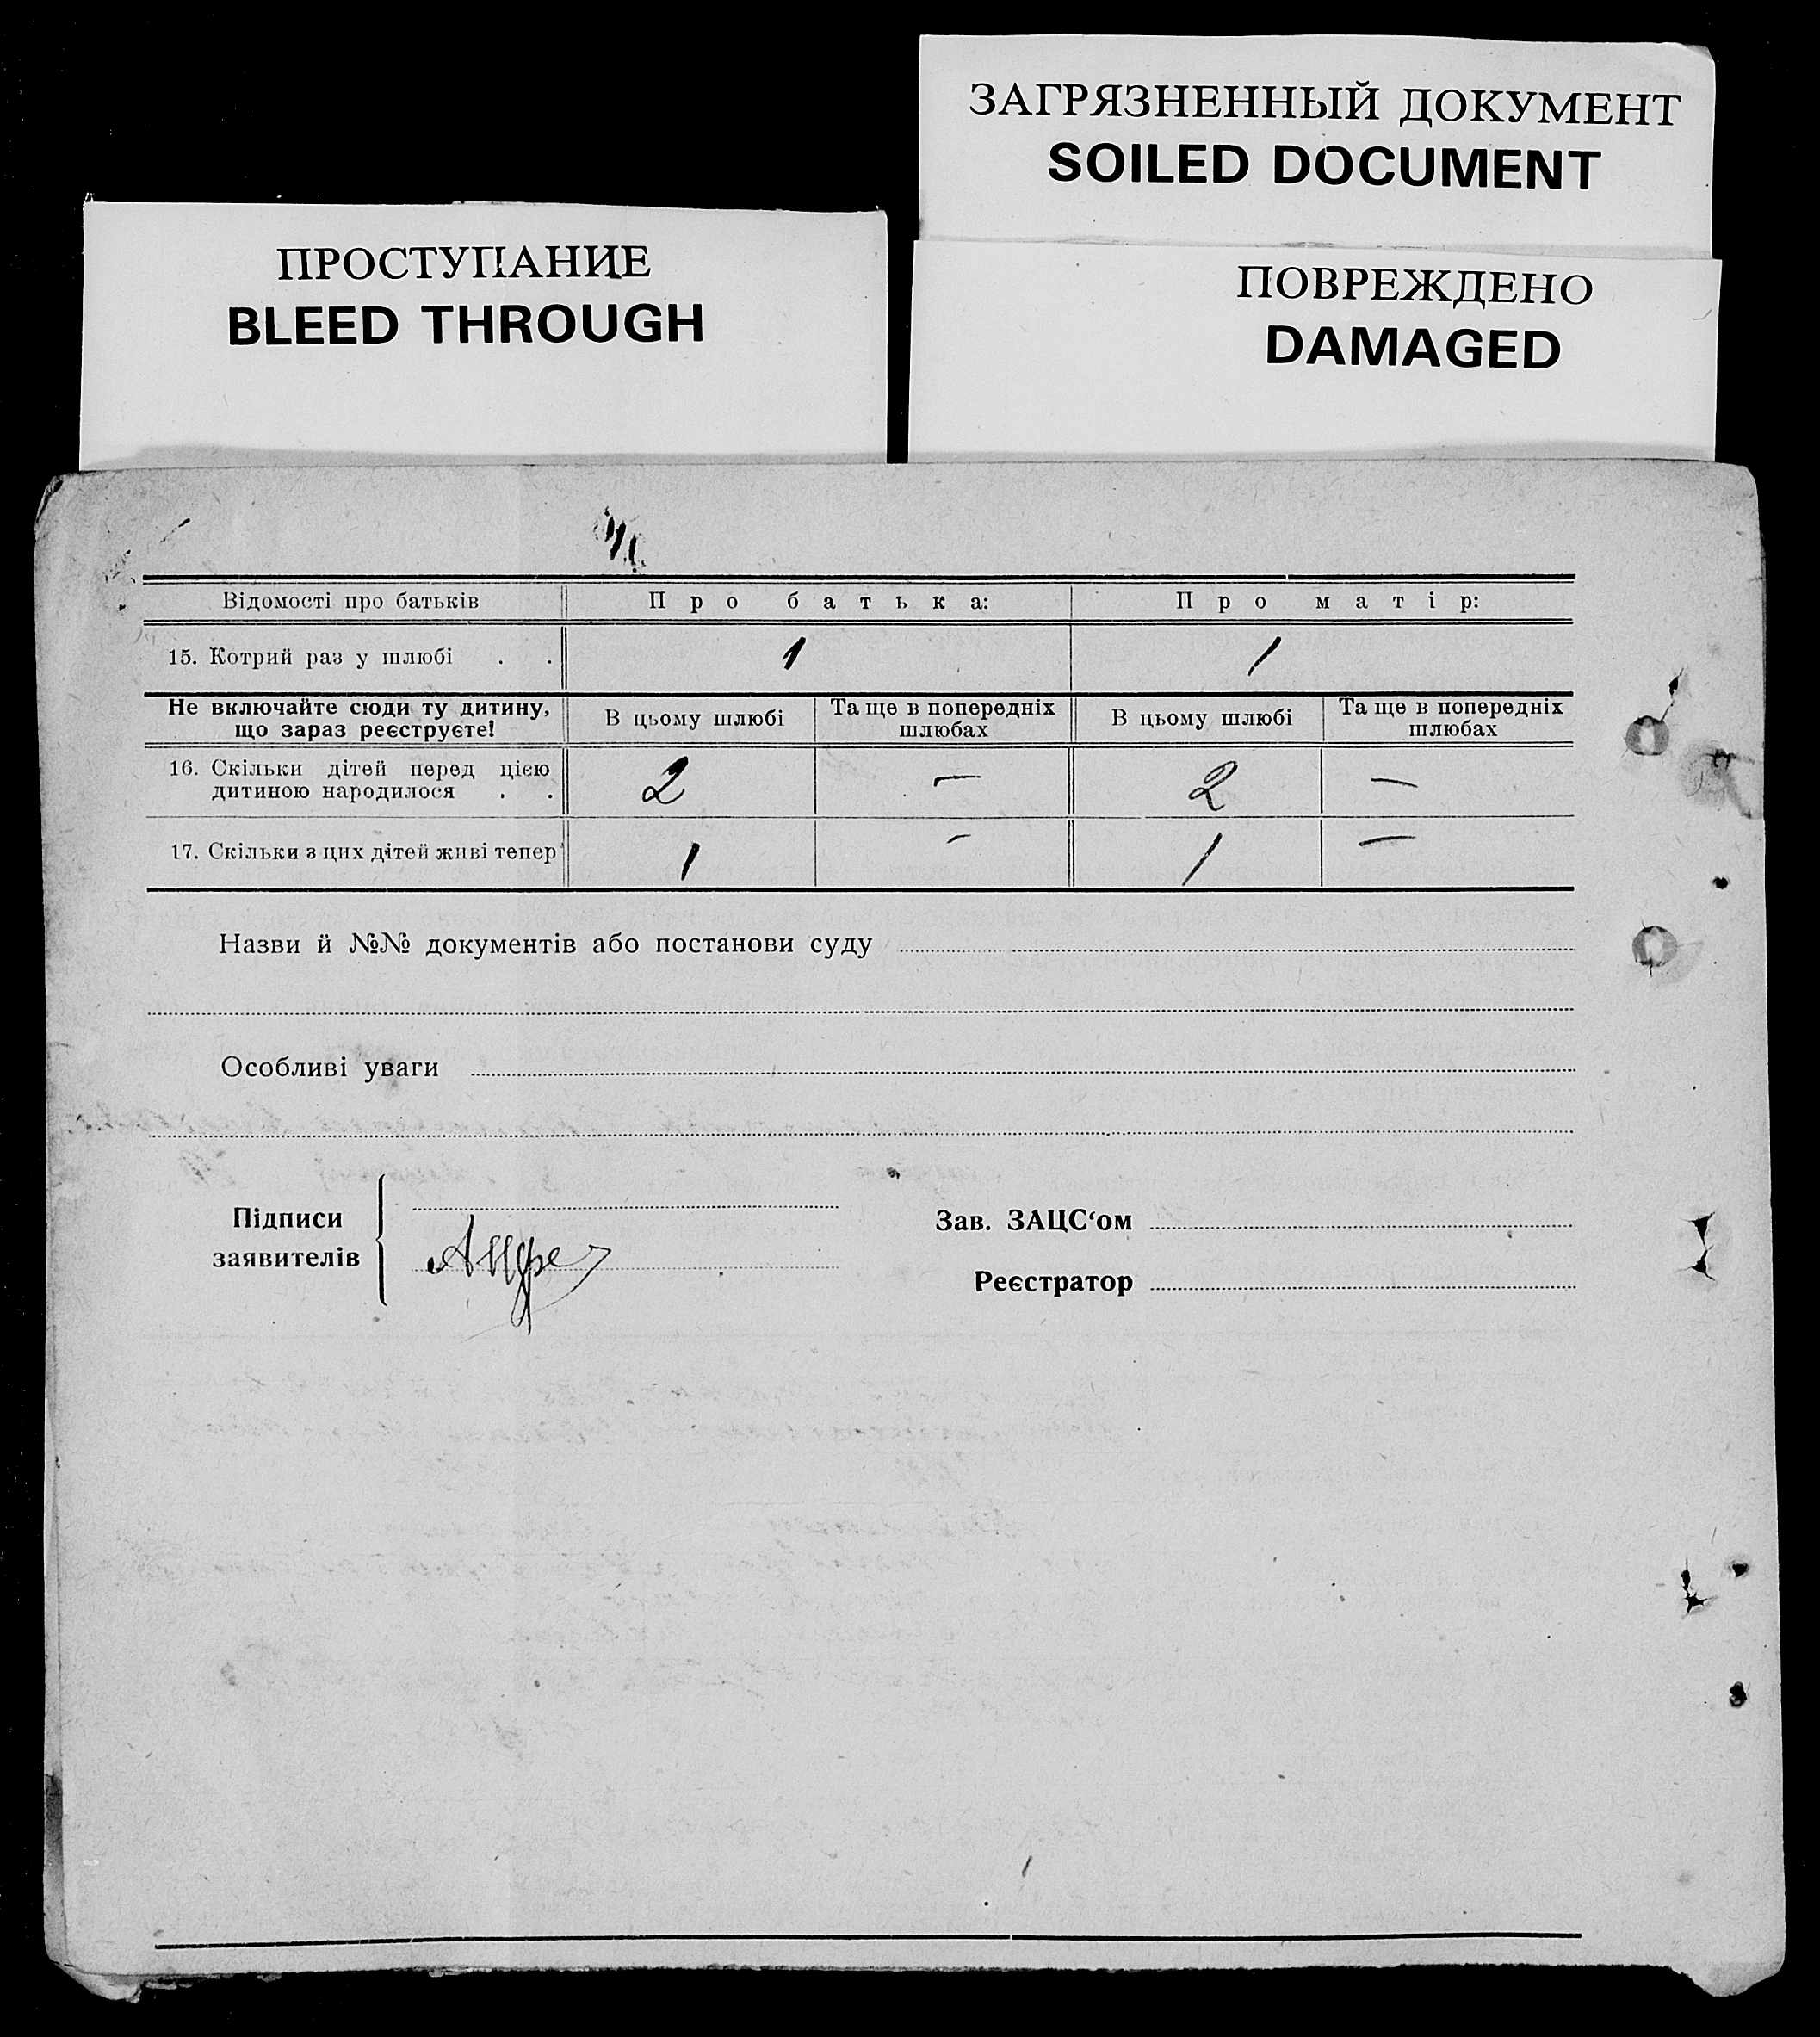 ЗАГРЯЗНЕННЫЙ ДОКУМЕНТ
SOILED DOCUMENT
ПРОСТУПАНИЕ
BLEED THROUGH
ПОВРЕЖДЕНО
DAMAGED
Відомості про батьків Про батька: Про матір:
15. Котрий раз у шлюбі . . 1 1
Не включайте сюди ту дитину, що зараз реєструєте! В цьому шлюбі Та ще в попередніх шлюбах В цьому шлюбі Та ще в попередніх шлюбах
16. Скільки дітей перед цією дитиною народилося . . 2 — 2 —
17. Скільки з цих дітей живі тепер 1 — 1 —
Назви й №№ документів або постанови суду
Особливі уваги
Підписи заявителів
Зав. ЗАЦС‘ом
Реєстратор